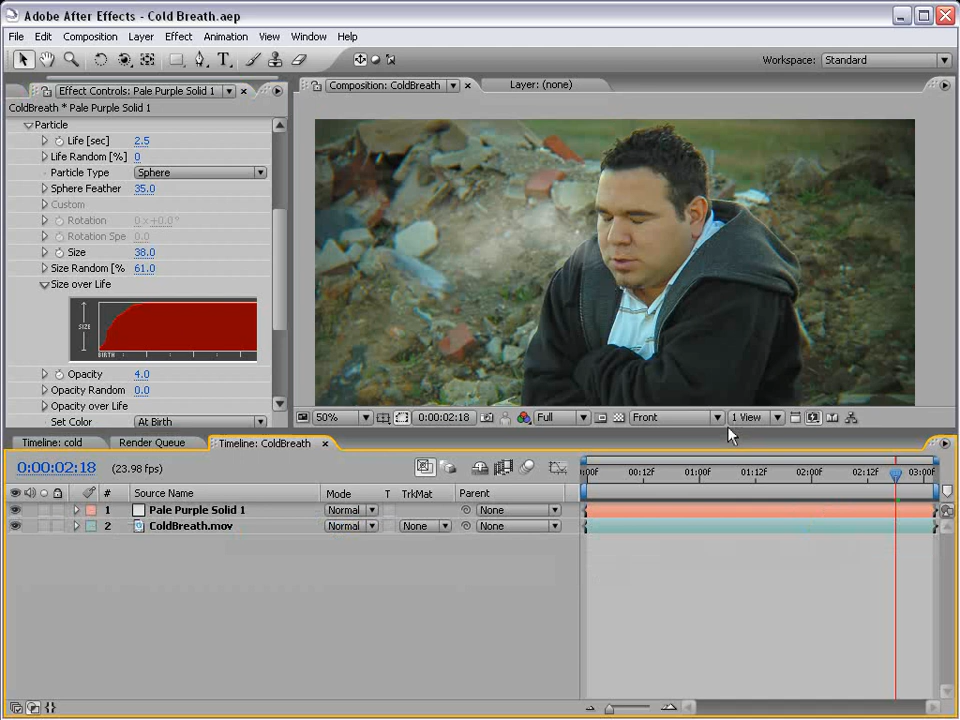 Adobe After Effects - Cold Breath.aep
File Edit Composition Layer Effect Animation View Window Help
Workspace: Standard
Effect Controls: Pale Purple Solid 1
Composition: ColdBreath
Layer: (none)
ColdBreath * Pale Purple Solid 1
Particle
Life [sec] 2.5
Life Random [%] 0
Particle Type Sphere
Sphere Feather 35.0
Custom
Rotation 0 x +0.0°
Rotation Spe 0.0
Size 38.0
Size Random [% 61.0
Size over Life
SIZE
BIRTH
Opacity 4.0
Opacity Random 0.0
Opacity over Life
Set Color At Birth
50% 0:00:02:18 Full Front 1 View
Timeline: cold Render Queue Timeline: ColdBreath
0:00:02:18 (23.98 fps)
:00f 00:12f 01:00f 01:12f 02:00f 02:12f 03:00f
# Source Name Mode T TrkMat Parent
1 Pale Purple Solid 1 Normal None
2 ColdBreath.mov Normal None None